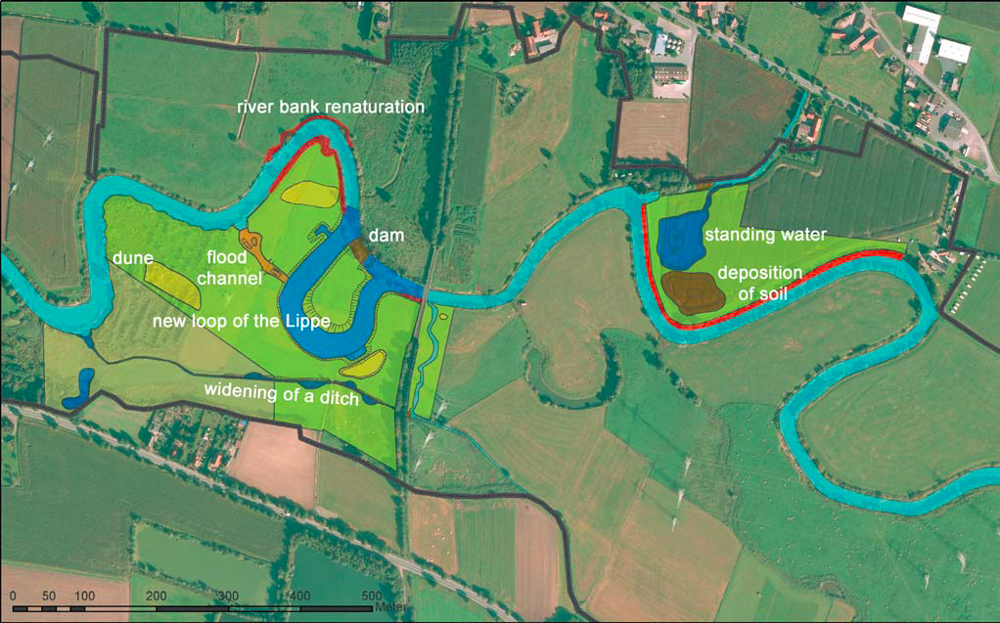 river bank renaturation
dam
standing water
dune
flood
channel
deposition
of soil
new loop of the Lippe
widening of a ditch
0 50 100 200 300 400 500
Meter